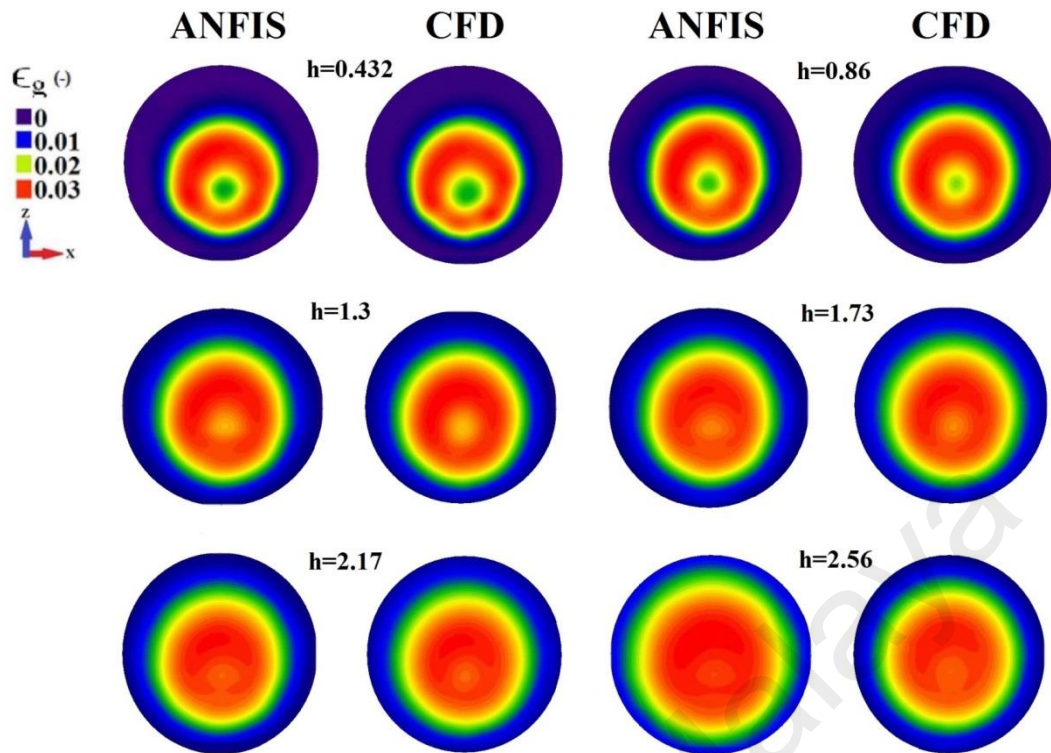 ANFIS CFD ANFIS CFD
h=0.432 h=0.86
ϵg (-)
0
0.01
0.02
0.03
z
x
h=1.3 h=1.73
h=2.17 h=2.56